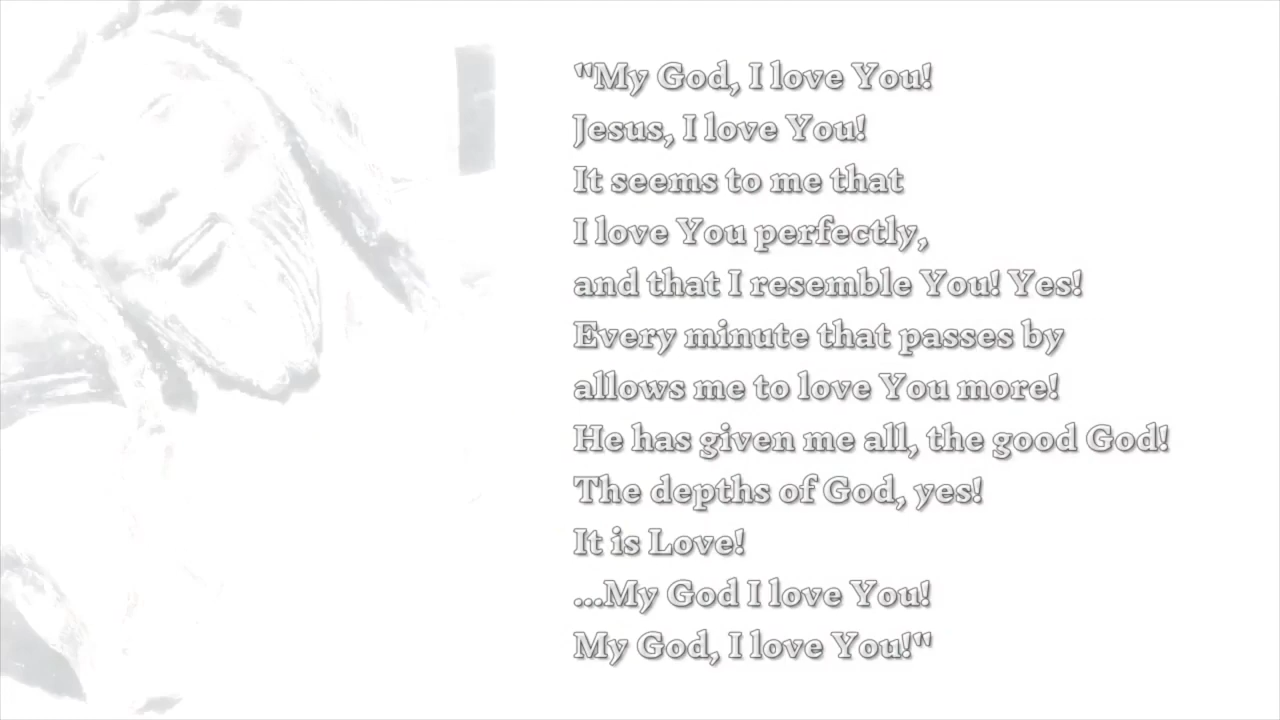 "My God, I love You!
Jesus, I love You!
It seems to me that
I love You perfectly,
and that I resemble You! Yes!
Every minute that passes by
allows me to love You more!
He has given me all, the good God!
The depths of God, yes!
It is Love!
...My God I love You!
My God, I love You!"